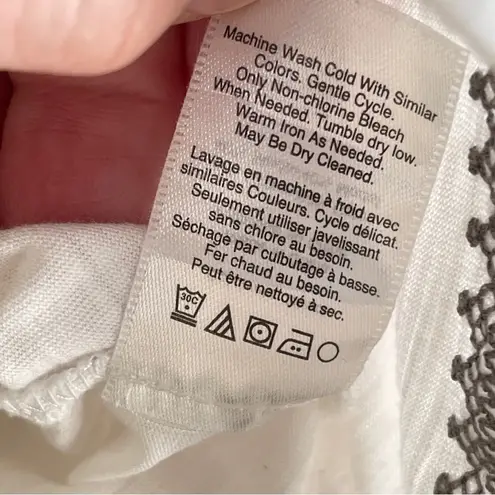 Machine Wash Cold With Similar
Colors. Gentle Cycle.
Only Non-chlorine Bleach
When Needed. Tumble dry low.
Warm Iron As Needed.
May Be Dry Cleaned.
Lavage en machine à froid avec
similaires Couleurs. Cycle délicat.
Seulement utiliser javelissant
sans chlore au besoin.
Séchage par culbutage à basse.
Fer chaud au besoin.
Peut être nettoyé à sec.
30C